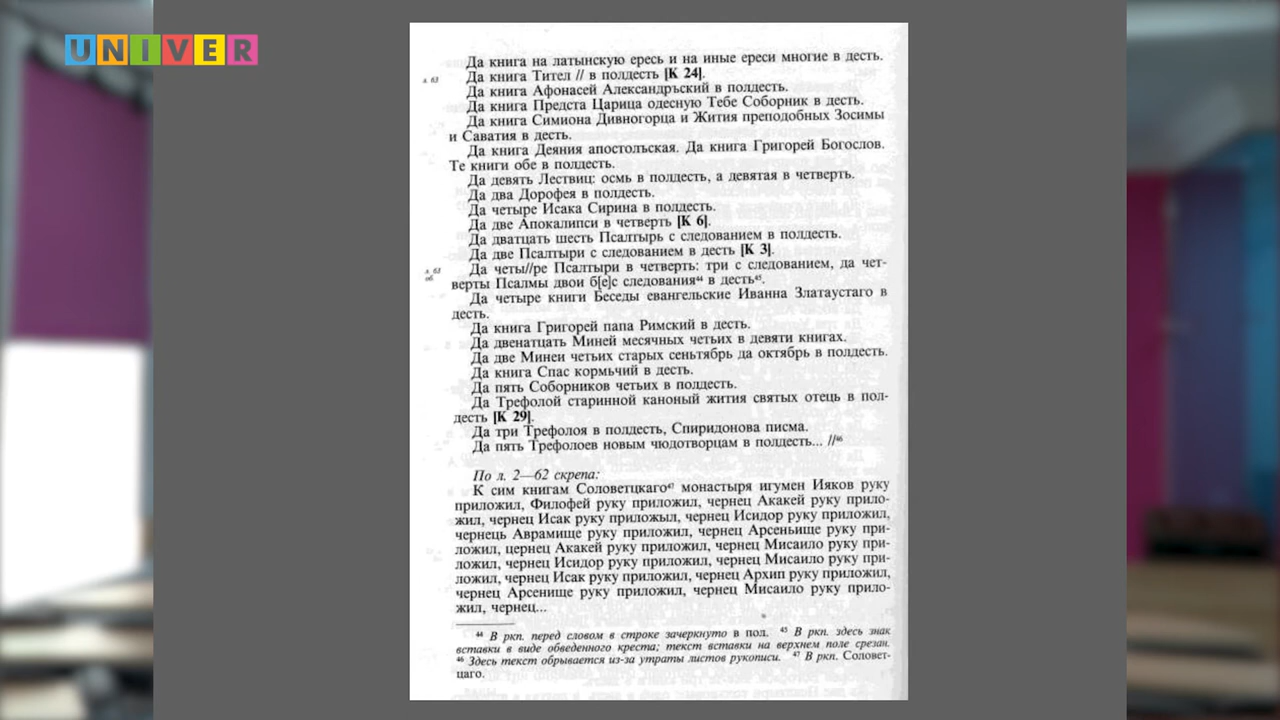 UNIVER
Да книга на латынскую ересь и на иные ереси многие в десть.
л. 63
Да книга Тител // в полдесть [К 24].
Да книга Афонасей Александръский в полдесть.
Да книга Предста Царица одесную Тебе Соборник в десть.
Да книга Симиона Дивногорца и Жития преподобных Зосимы
и Саватия в десть.
Да книга Деяния апостольская. Да книга Григорей Богослов.
Те книги обе в полдесть.
Да девять Лествиц: осмь в полдесть, а девятая в четверть.
Да два Дорофея в полдесть.
Да четыре Исака Сирина в полдесть.
Да две Апокалипси в четверть [К 6].
Да дватцать шесть Псалтырь с следованием в полдесть.
Да две Псалтыри с следованием в десть [К 3].
л. 63
об.
Да четы//ре Псалтыри в четверть: три с следованием, да чет-
верты Псалмы двои б[е]с следования⁴⁴ в десть⁴⁵.
Да четыре книги Беседы евангельские Иванна Златаустаго в
десть.
Да книга Григорей папа Римский в десть.
Да двенатцать Миней месячных четьих в девяти книгах.
Да две Минеи четьих старых сеньтябрь да октябрь в полдесть.
Да книга Спас кормьчий в десть.
Да пять Соборников четьих в полдесть.
Да Трефолой старинной каноный жития святых отець в пол-
десть [К 29].
Да три Трефолоя в полдесть, Спиридонова писма.
Да пять Трефолоев новым чюдотворцам в полдесть... //⁴⁶
По л. 2—62 скрепа:
К сим книгам Соловетцкаго⁴⁷ монастыря игумен Ияков руку
приложил, Филофей руку приложил, чернец Акакей руку прило-
жил, чернец Исак руку приложыл, чернец Исидор руку приложил,
чернець Аврамище руку приложил, чернец Арсеньище руку при-
ложил, цернец Акакей руку приложил, чернец Мисаило руку при-
ложил, чернец Исидор руку приложил, чернец Мисаило руку при-
ложил, чернец Исак руку приложил, чернец Архип руку приложил,
чернец Арсенище руку приложил, чернец Мисаило руку прило-
жил, чернец...
⁴⁴ В ркп. перед словом в строке зачеркнуто в пол. ⁴⁵ В ркп. здесь знак
вставки в виде обведенного креста; текст вставки на верхнем поле срезан.
⁴⁶ Здесь текст обрывается из-за утраты листов рукописи. ⁴⁷ В ркп. Соловет-
цаго.